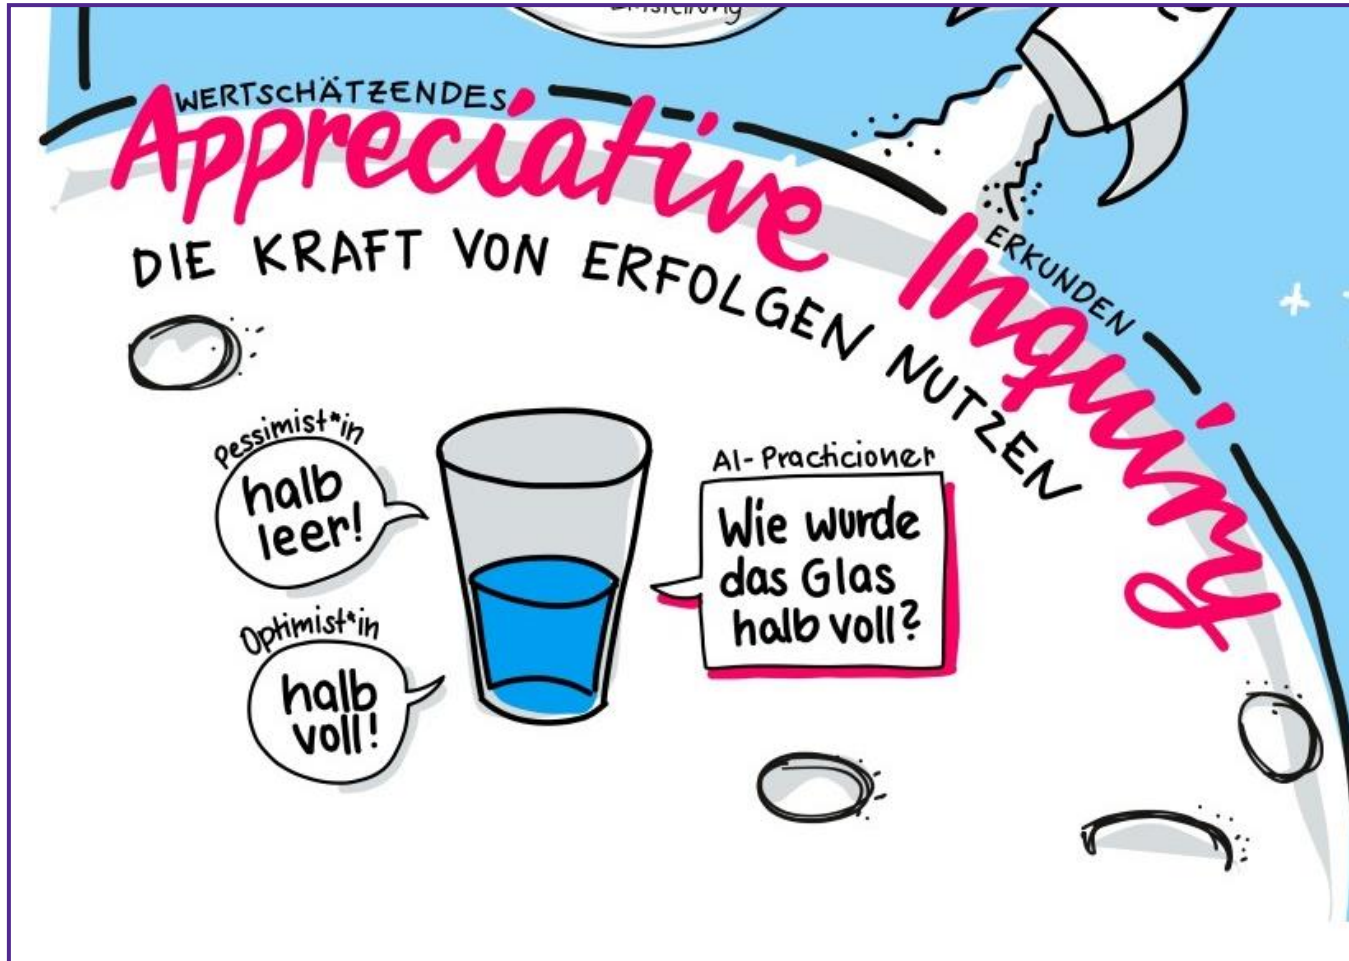 Einstellung
WERTSCHÄTZENDES
Appreciative Inquiry
ERKUNDEN
DIE KRAFT VON ERFOLGEN NUTZEN
Pessimist*in
halb
leer!
Optimist*in
halb
voll!
AI-Practicioner
Wie wurde
das Glas
halb voll?